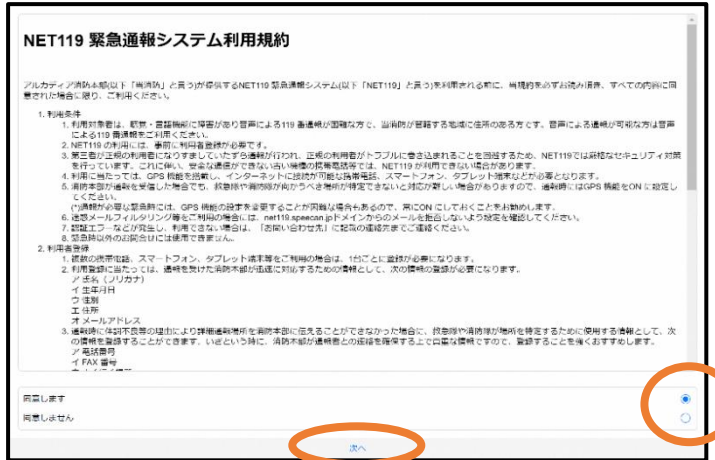 NET119 緊急通報システム利用規約
アルカディア消防本部(以下「当消防」と言う)が提供するNET119 緊急通報システム(以下「NET119」と言う)を利用される前に、当規約を必ずお読み頂き、すべての内容に同
意された場合に限り、ご利用ください。
1. 利用条件
1. 利用対象者は、聴覚・言語機能に障害があり音声による119 番通報が困難な方で、当消防が管轄する地域に住所のある方です。音声による通報が可能な方は音声
による119 番通報をご利用ください。
2. NET119 の利用には、事前に利用者登録が必要です。
3. 第三者が正規の利用者になりすましていたずら通報が行われ、正規の利用者がトラブルに巻き込まれることを回避するため、NET119では厳格なセキュリティ対策
を行っています。これに伴い、安全な通信ができない古い機種の携帯電話等では、NET119 が利用できない場合があります。
4. 利用に当たっては、GPS 機能を搭載し、インターネットに接続が可能な携帯電話、スマートフォン、タブレット端末などが必要となります。
5. 消防本部が通報を受信した場合でも、救急隊や消防隊が向かうべき場所が特定できないと対応が難しい場合がありますので、通報時にはGPS 機能をON に設定し
てください。
(*)通報が必要な緊急時には、GPS 機能の設定を変更することが困難な場合もあるので、常にON にしておくことをお勧めします。
6. 迷惑メールフィルタリング等をご利用の場合には、net119.speecan.jpドメインからのメールを拒否しないよう設定を確認してください。
7. 認証エラーなどが発生し、利用できない場合は、「お問い合わせ先」に記載の連絡先までご連絡ください。
8. 緊急時以外のお問合せには使用できません。
2. 利用者登録
1. 複数の携帯電話、スマートフォン、タブレット端末等をご利用の場合は、1台ごとに登録が必要になります。
2. 利用登録に当たっては、通報を受けた消防本部が迅速に対応するための情報として、次の情報の登録が必要になります。
ア 氏名（フリカナ）
イ 生年月日
ウ 性別
エ 住所
オ メールアドレス
3. 通報時に体調不良等の理由により詳細通報場所を消防本部に伝えることができなかった場合に、救急隊や消防隊が場所を特定するために使用する情報として、次
の情報を登録することができます。いざという時に、消防本部が通報者との連絡を確保する上で貴重な情報ですので、登録することを強くおすすめします。
ア 電話番号
イ FAX 番号
同意します
同意しません
次へ